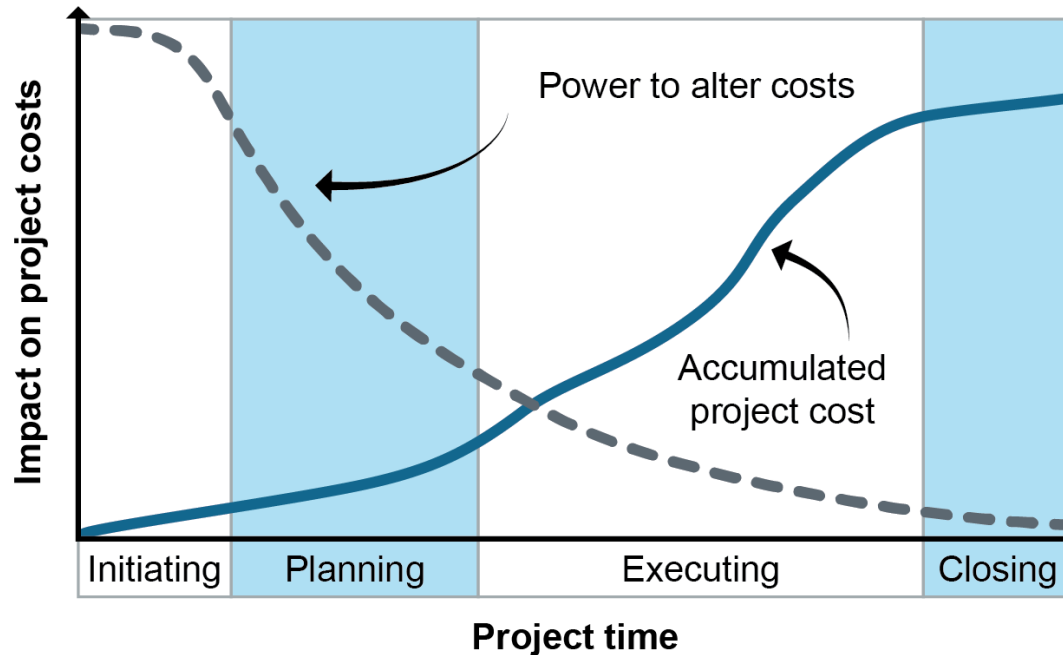 Impact on project costs
Power to alter costs
Accumulated
project cost
Initiating
Planning
Executing
Closing
Project time